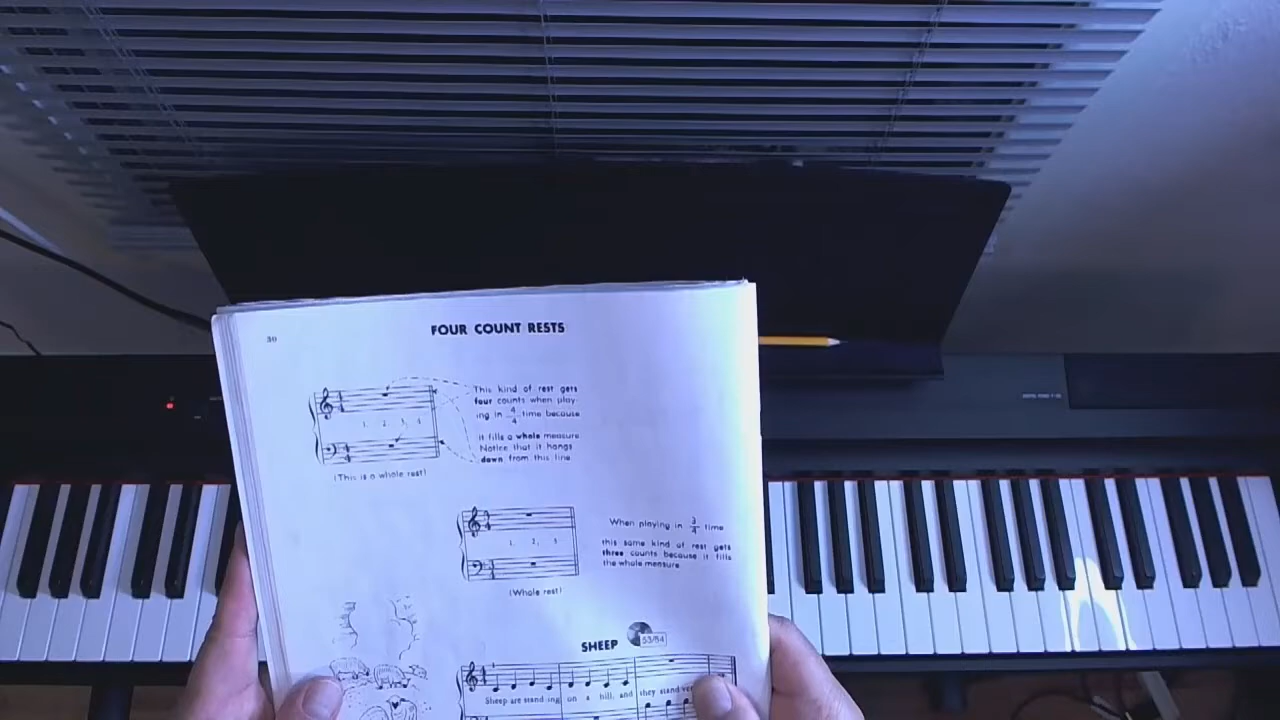 30
FOUR COUNT RESTS
This kind of rest gets
four counts when play-
ing in 4/4 time because
it fills a whole measure
Notice that it hangs
down from this line
1. 2. 3. 4
(This is a whole rest)
When playing in 3/4 time
this same kind of rest gets
three counts because it fills
the whole measure
1. 2. 3
(Whole rest)
SHEEP
53/54
Sheep are stand ing on a hill, and they stand